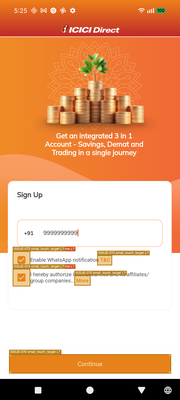 5:25
100
ICICI Direct
Get an integrated 3 in 1
Account - Savings, Demat and
Trading in a single journey
Sign Up
+91 9999999999
Enable WhatsApp notification T&C
I hereby authorize affiliates/
group companies. More
Continue